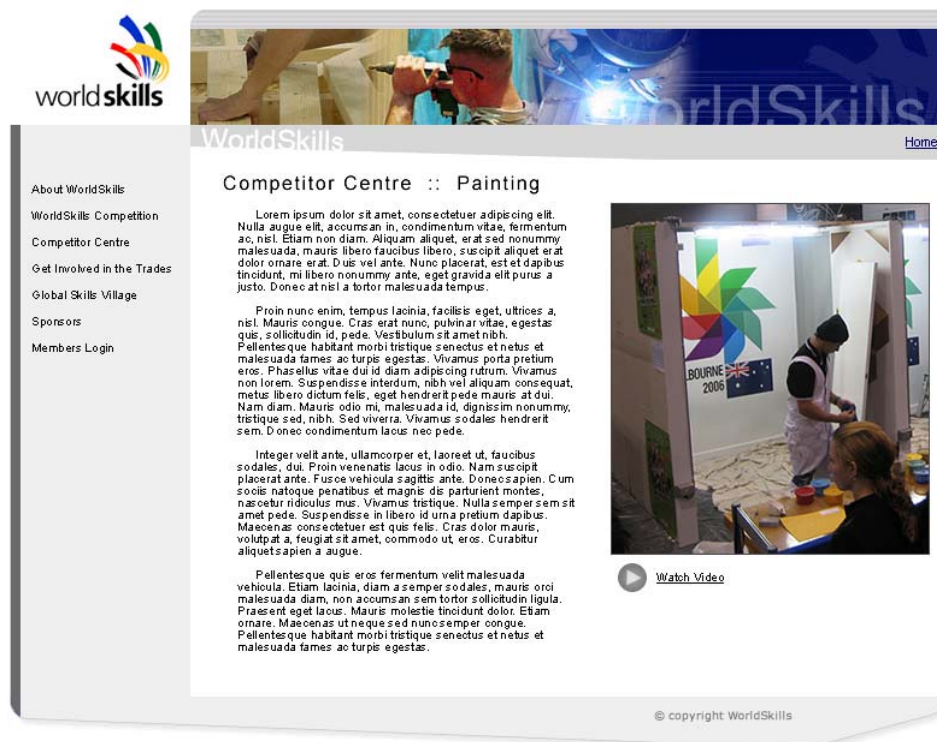 worldskills
WorldSkills
WorldSkills
Home
About WorldSkills
WorldSkills Competition
Competitor Centre
Get Involved in the Trades
Global Skills Village
Sponsors
Members Login
Competitor Centre :: Painting
Lorem ipsum dolor sit amet, consectetuer adipiscing elit.
Nulla augue elit, accumsan in, condimentum vitae, fermentum
ac, nisl. Etiam non diam. Aliquam aliquet, erat sed nonummy
malesuada, mauris libero faucibus libero, suscipit aliquet erat
dolor ornare erat. Duis vel ante. Nunc placerat, est et dapibus
tincidunt, mi libero nonummy ante, eget gravida elit purus a
justo. Donec at nisl a tortor malesuada tempus.
Proin nunc enim, tempus lacinia, facilisis eget, ultrices a,
nisl. Mauris congue. Cras erat nunc, pulvinar vitae, egestas
quis, sollicitudin id, pede. Vestibulum sit amet nibh.
Pellentesque habitant morbi tristique senectus et netus et
malesuada fames ac turpis egestas. Vivamus porta pretium
eros. Phasellus vitae dui id diam adipiscing rutrum. Vivamus
non lorem. Suspendisse interdum, nibh vel aliquam consequat,
metus libero dictum felis, eget hendrerit pede mauris at dui.
Nam diam. Mauris odio mi, malesuada id, dignissim nonummy,
tristique sed, nibh. Sed viverra. Vivamus sodales hendrerit
sem. Donec condimentum lacus nec pede.
Integer velit ante, ullamcorper et, laoreet ut, faucibus
sodales, dui. Proin venenatis lacus in odio. Nam suscipit
placerat ante. Fusce vehicula sagittis ante. Donec sapien. Cum
sociis natoque penatibus et magnis dis parturient montes,
nascetur ridiculus mus. Vivamus tristique. Nulla semper sem sit
amet pede. Suspendisse in libero id urna pretium dapibus.
Maecenas consectetuer est quis felis. Cras dolor mauris,
volutpat a, feugiat sit amet, commodo ut, eros. Curabitur
aliquet sapien a augue.
Pellentesque quis eros fermentum velit malesuada
vehicula. Etiam lacinia, diam a semper sodales, mauris orci
malesuada diam, non accumsan sem tortor sollicitudin ligula.
Praesent eget lacus. Mauris molestie tincidunt dolor. Etiam
ornare. Maecenas ut neque sed nunc semper congue.
Pellentesque habitant morbi tristique senectus et netus et
malesuada fames ac turpis egestas.
LBOURNE
2006
Watch Video
© copyright WorldSkills